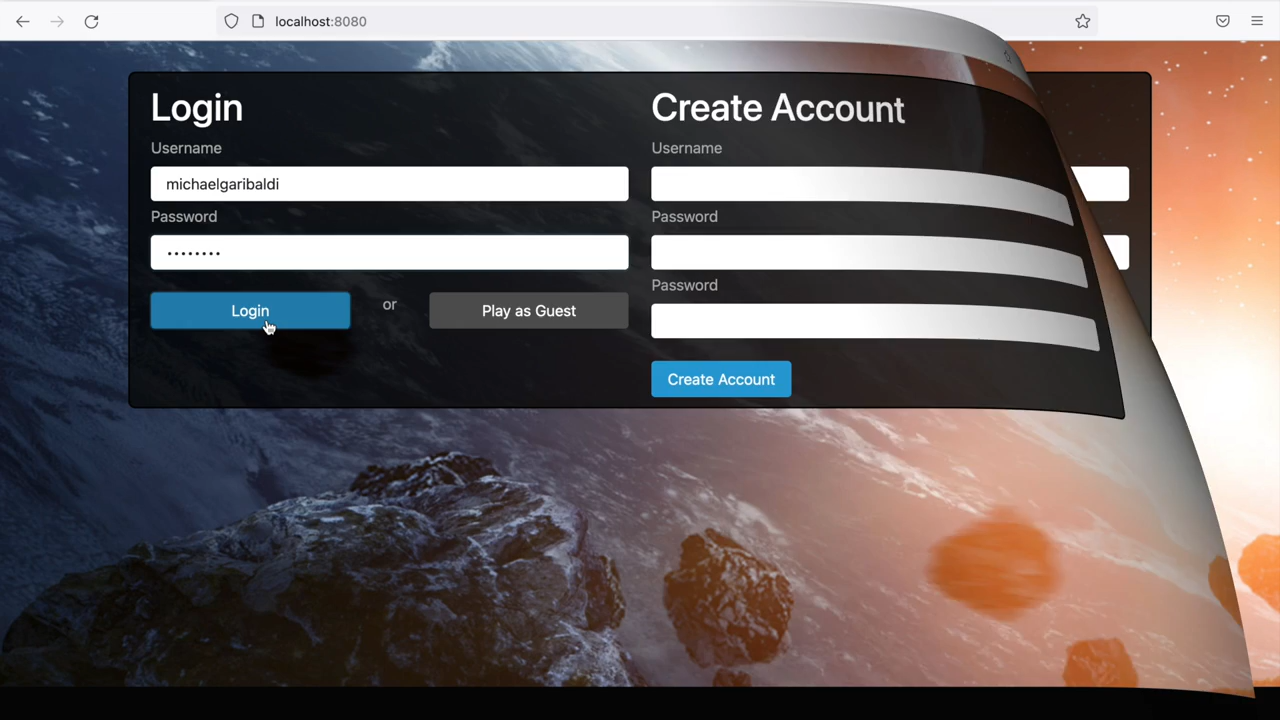 localhost:8080
Login
Username
michaelgaribaldi
Password
Login
or
Play as Guest
Create Account
Username
Password
Password
Create Account